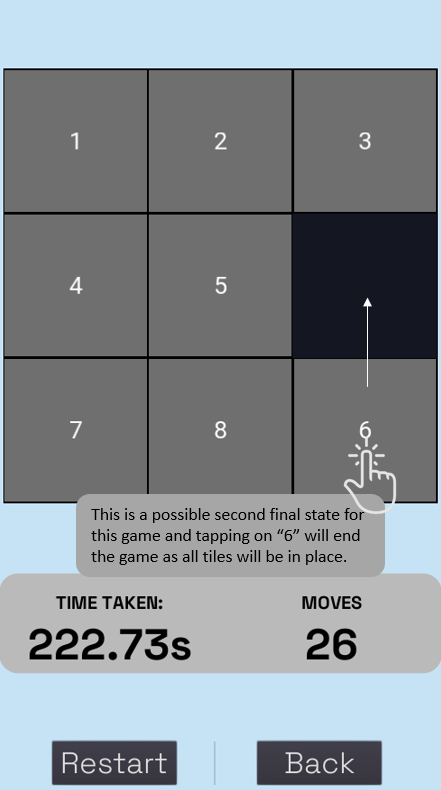 1 2 3
4 5
7 8 6
This is a possible second final state for
this game and tapping on “6” will end
the game as all tiles will be in place.
TIME TAKEN: MOVES
222.73s 26
Restart Back